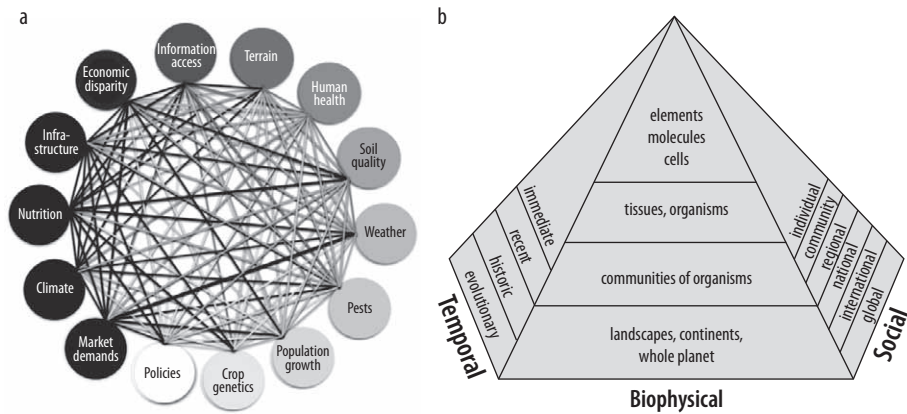 a
Information
access
Terrain
Human
health
Soil
quality
Weather
Pests
Population
growth
Crop
genetics
Policies
Market
demands
Climate
Nutrition
Infra-
structure
Economic
disparity
b
elements
molecules
cells
tissues, organisms
communities of organisms
landscapes, continents,
whole planet
immediate
recent
historic
evolutionary
individual
community
regional
national
international
global
Temporal
Biophysical
Social